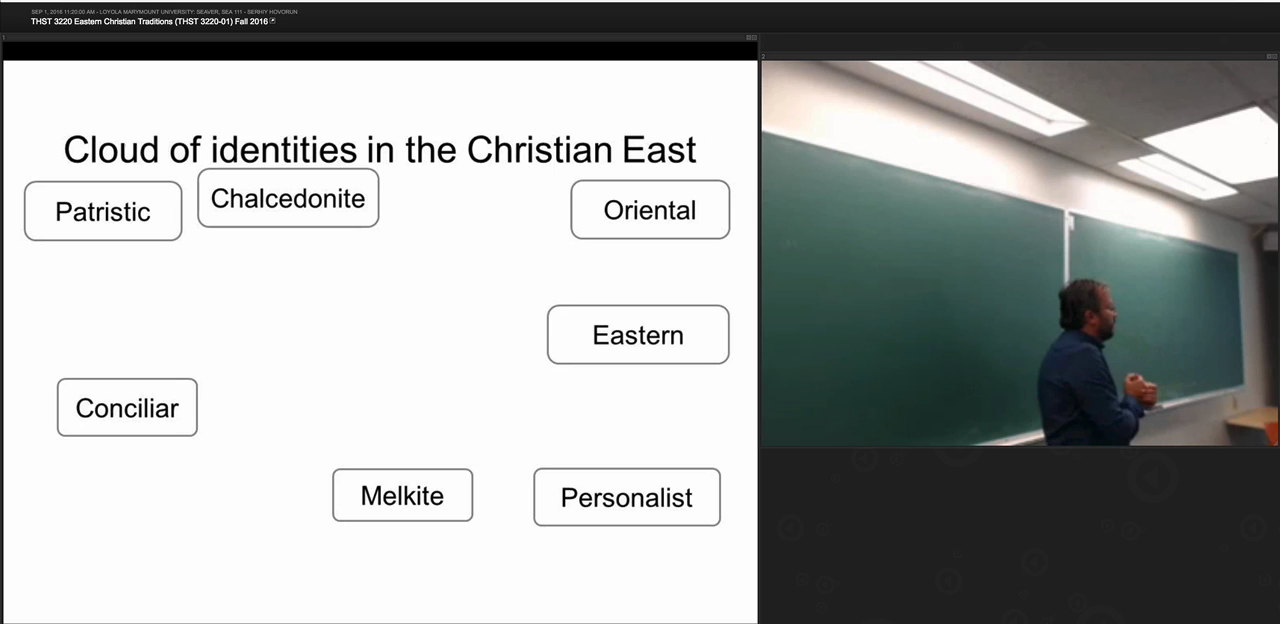 SEP 1, 2016 11:20:00 AM - LOYOLA MARYMOUNT UNIVERSITY: SEAVER, SEA 111 - SERHIY HOVORUN
THST 3220 Eastern Christian Traditions (THST 3220-01) Fall 2016
1
2
Cloud of identities in the Christian East
Patristic
Chalcedonite
Oriental
Eastern
Conciliar
Melkite
Personalist